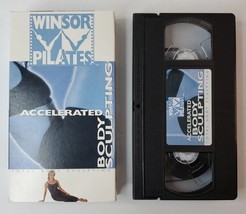 WINSOR
PILATES
ACCELERATED
BODY
SCULPTING
WINSOR
PILATES
ACCELERATED
BODY
SCULPTING